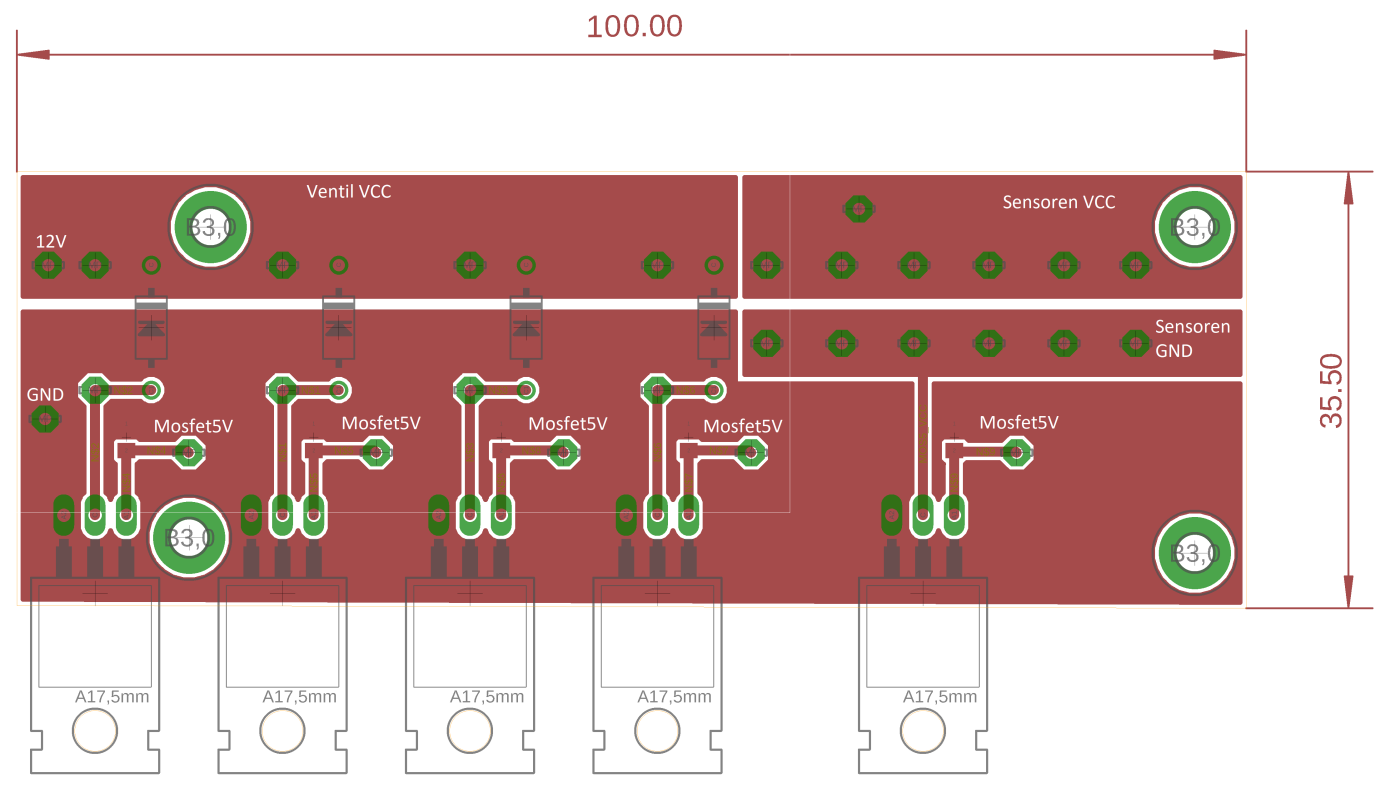 100.00
Ventil VCC
Sensoren VCC
B3,0
B3,0
12V
Sensoren
GND
35.50
GND
Mosfet5V
Mosfet5V
Mosfet5V
Mosfet5V
Mosfet5V
B3,0
B3,0
A17,5mm
A17,5mm
A17,5mm
A17,5mm
A17,5mm